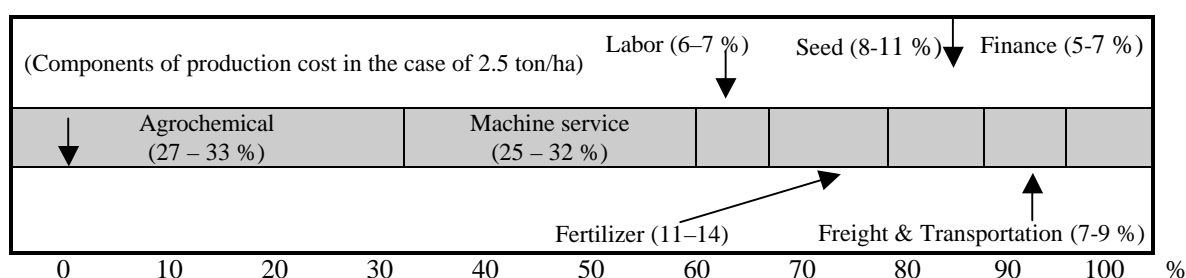 Labor (6–7 %) Seed (8-11 %) Finance (5-7 %)
(Components of production cost in the case of 2.5 ton/ha)
Agrochemical Machine service
(27 – 33 %) (25 – 32 %)
Fertilizer (11–14) Freight & Transportation (7-9 %)
0 10 20 30 40 50 60 70 80 90 100 %